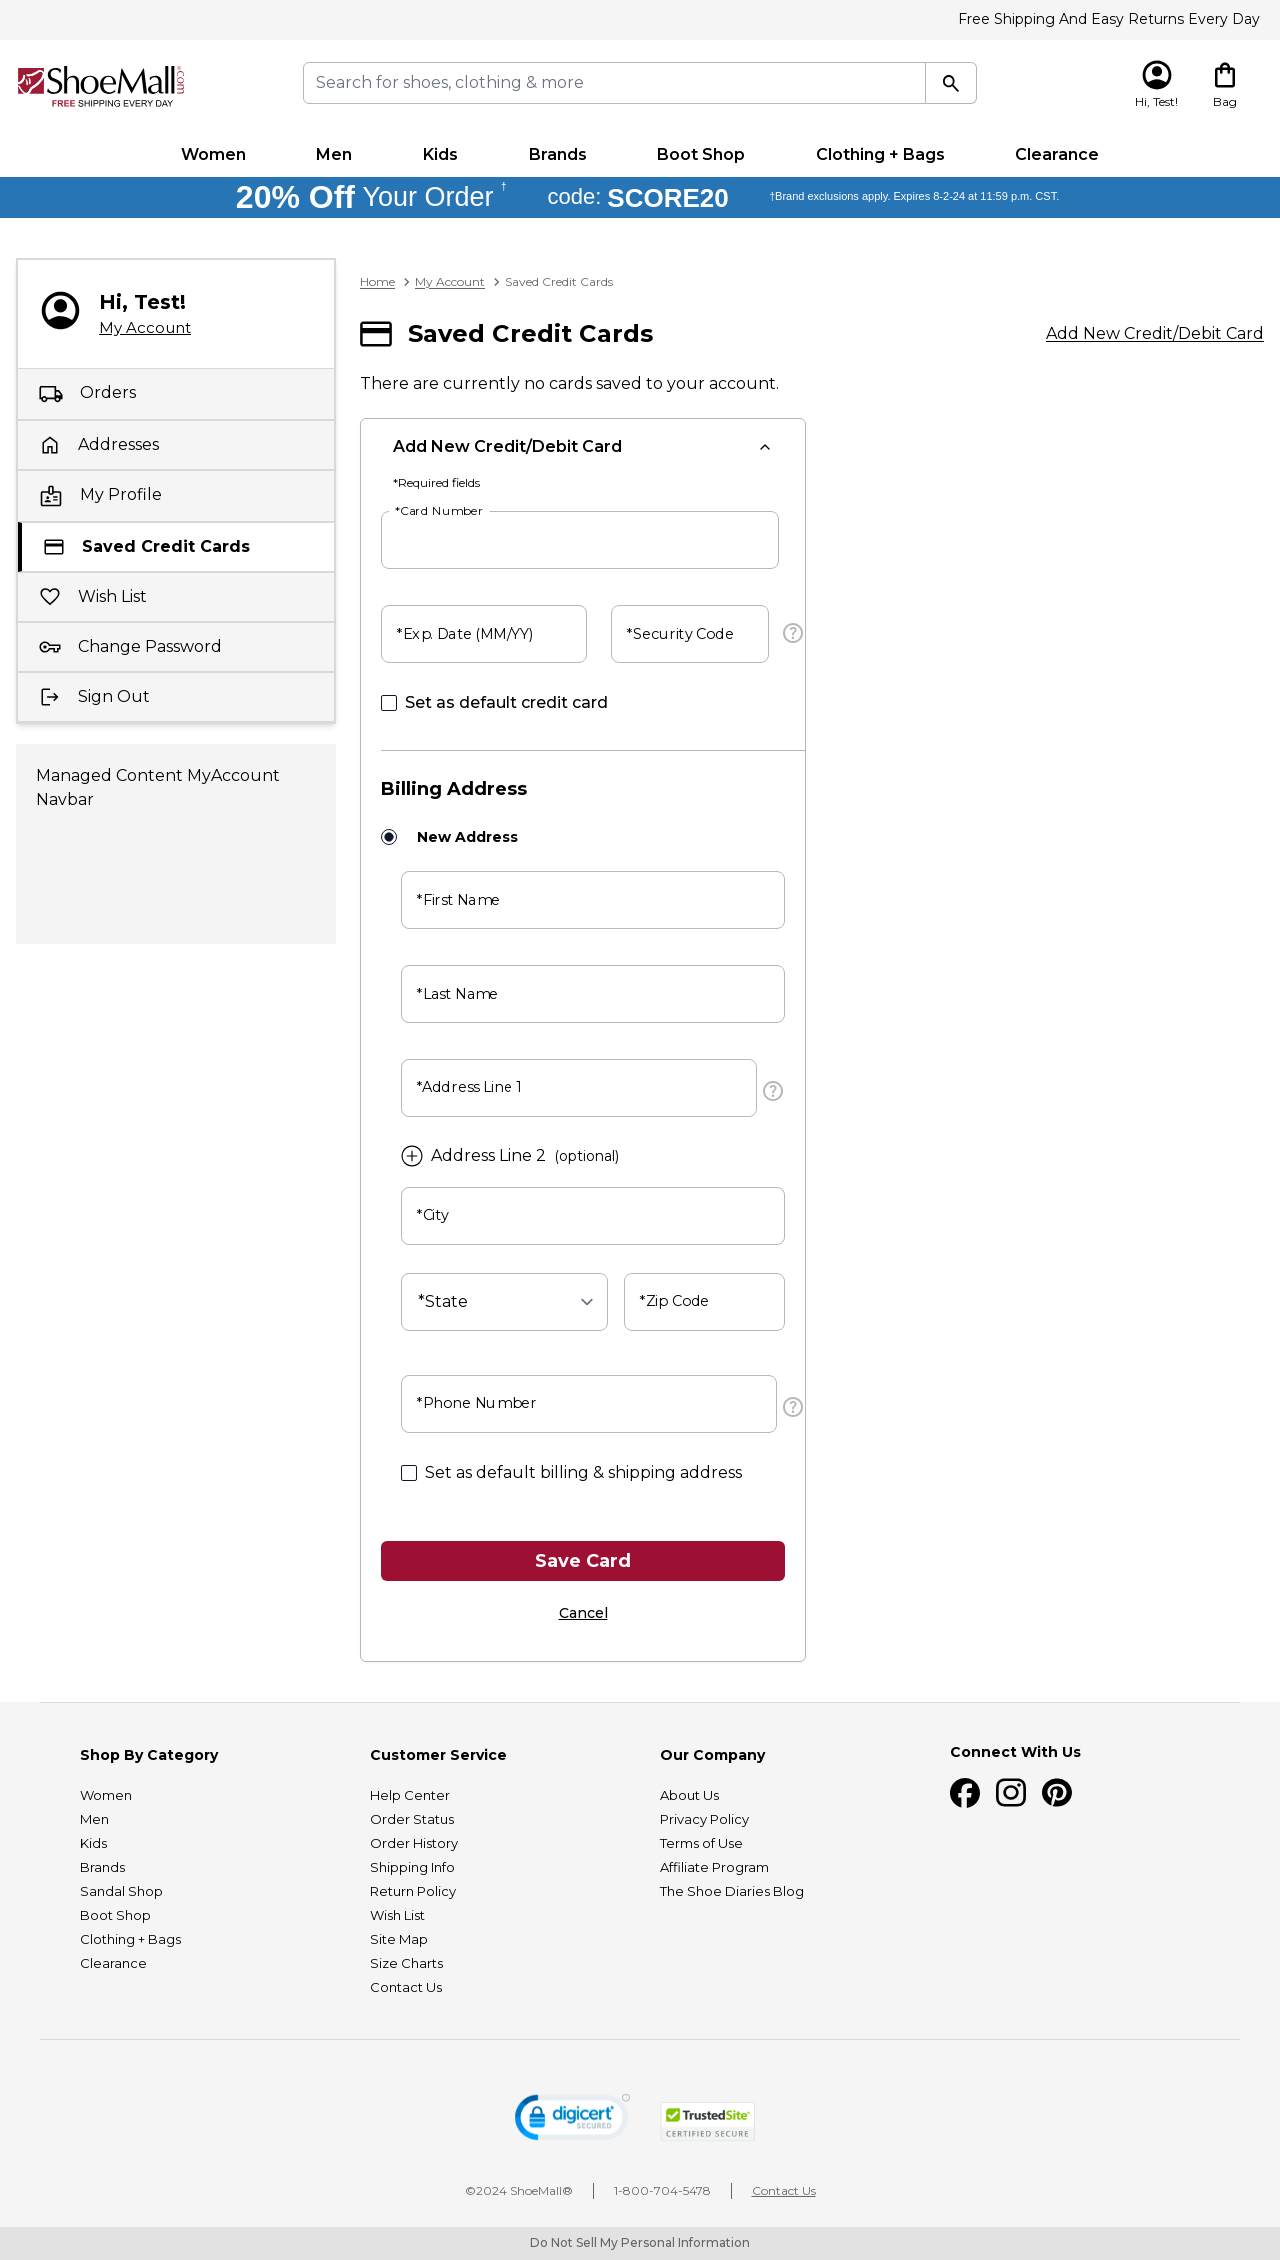 Free Shipping And Easy Returns Every Day
ShoeMall®.com
FREE SHIPPING EVERY DAY
Search for shoes, clothing & more
Hi, Test!
Bag
Women Men Kids Brands Boot Shop Clothing + Bags Clearance
20% Off Your Order † code: SCORE20 †Brand exclusions apply. Expires 8-2-24 at 11:59 p.m. CST.
Hi, Test!
My Account
Orders
Addresses
My Profile
Saved Credit Cards
Wish List
Change Password
Sign Out
Managed Content MyAccount
Navbar
Home > My Account > Saved Credit Cards
Saved Credit Cards
Add New Credit/Debit Card
There are currently no cards saved to your account.
Add New Credit/Debit Card
*Required fields
*Card Number
*Exp. Date (MM/YY) *Security Code
Set as default credit card
Billing Address
New Address
*First Name
*Last Name
*Address Line 1
Address Line 2 (optional)
*City
*State *Zip Code
*Phone Number
Set as default billing & shipping address
Save Card
Cancel
Shop By Category
Women
Men
Kids
Brands
Sandal Shop
Boot Shop
Clothing + Bags
Clearance
Customer Service
Help Center
Order Status
Order History
Shipping Info
Return Policy
Wish List
Site Map
Size Charts
Contact Us
Our Company
About Us
Privacy Policy
Terms of Use
Affiliate Program
The Shoe Diaries Blog
Connect With Us
digicert
SECURED
TrustedSite
CERTIFIED SECURE
©2024 ShoeMall® 1-800-704-5478 Contact Us
Do Not Sell My Personal Information